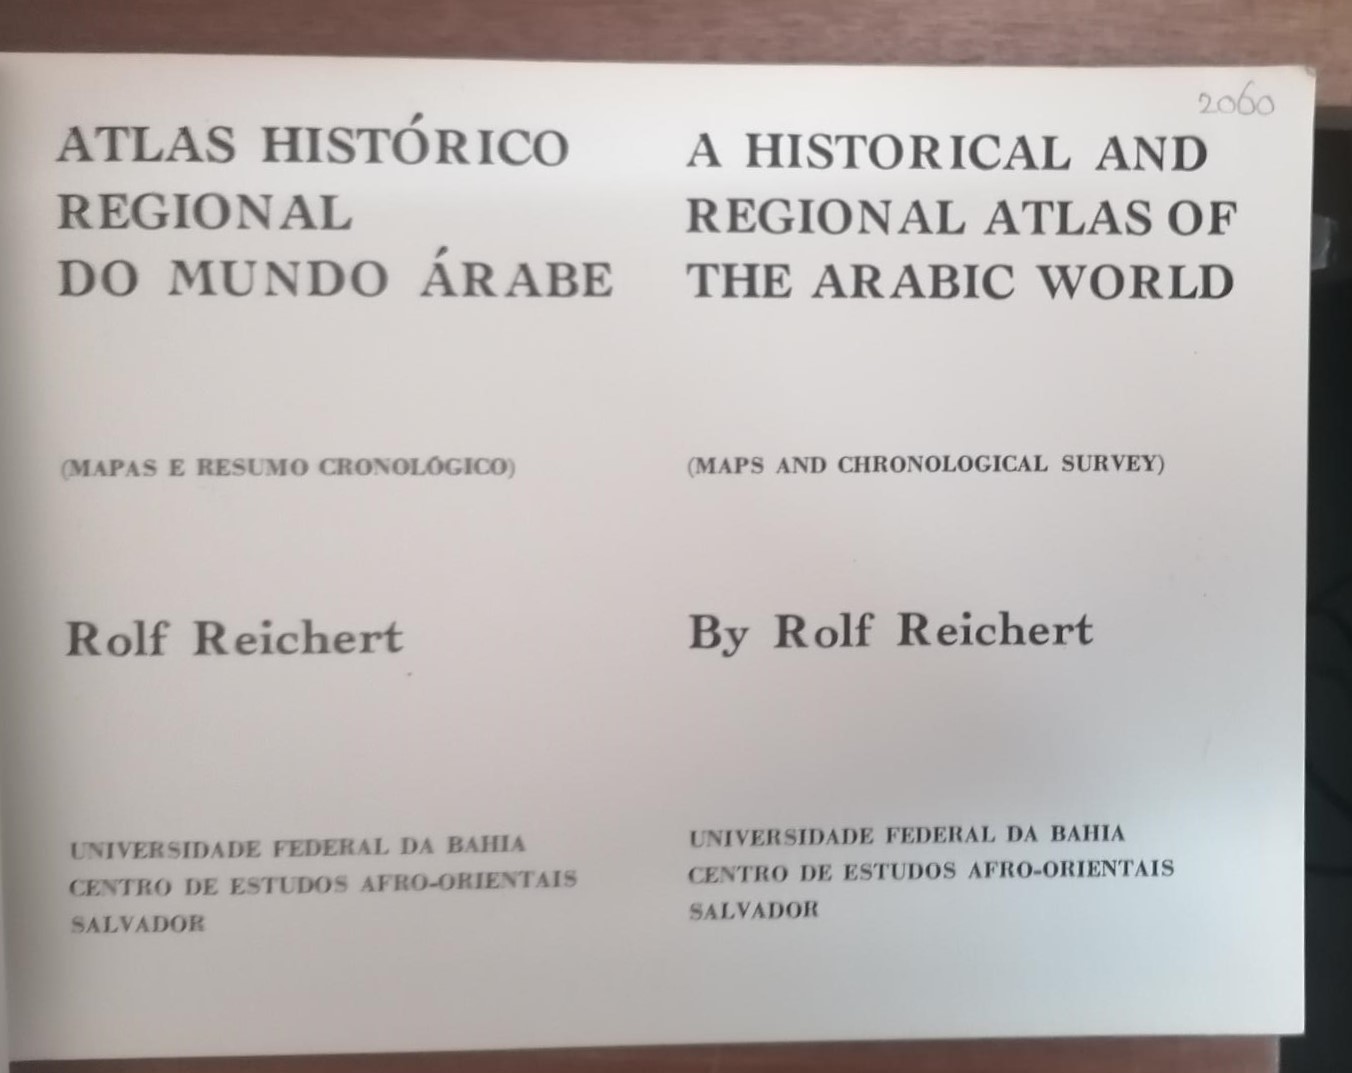 2060
ATLAS HISTÓRICO
REGIONAL
DO MUNDO ÁRABE
(MAPAS E RESUMO CRONOLÓGICO)
Rolf Reichert
UNIVERSIDADE FEDERAL DA BAHIA
CENTRO DE ESTUDOS AFRO-ORIENTAIS
SALVADOR
A HISTORICAL AND
REGIONAL ATLAS OF
THE ARABIC WORLD
(MAPS AND CHRONOLOGICAL SURVEY)
By Rolf Reichert
UNIVERSIDADE FEDERAL DA BAHIA
CENTRO DE ESTUDOS AFRO-ORIENTAIS
SALVADOR